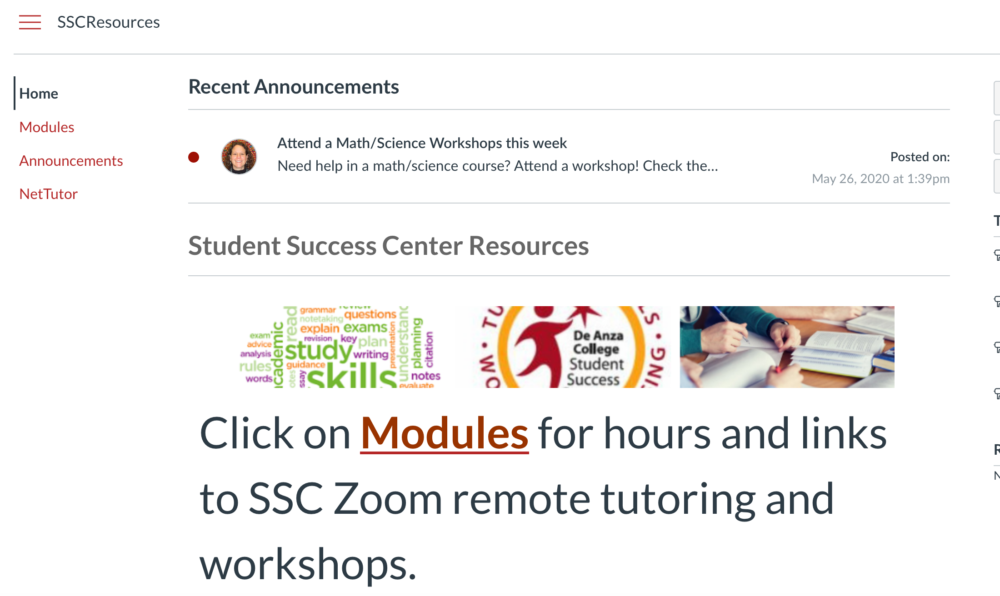 SSCResources
Home
Modules
Announcements
NetTutor
Recent Announcements
Attend a Math/Science Workshops this week
Need help in a math/science course? Attend a workshop! Check the...
Posted on:
May 26, 2020 at 1:39pm
Student Success Center Resources
read
grammar
review
questions
notetaking
explain
exams
understand
planning
citation
presentation
exam
advice
analysis
rules
words
academic
revision
key
plan
study
writing
guidance
notes
essay
skills
notes
evaluate
De Anza
College
Student
Success
Click on Modules for hours and links
to SSC Zoom remote tutoring and
workshops.